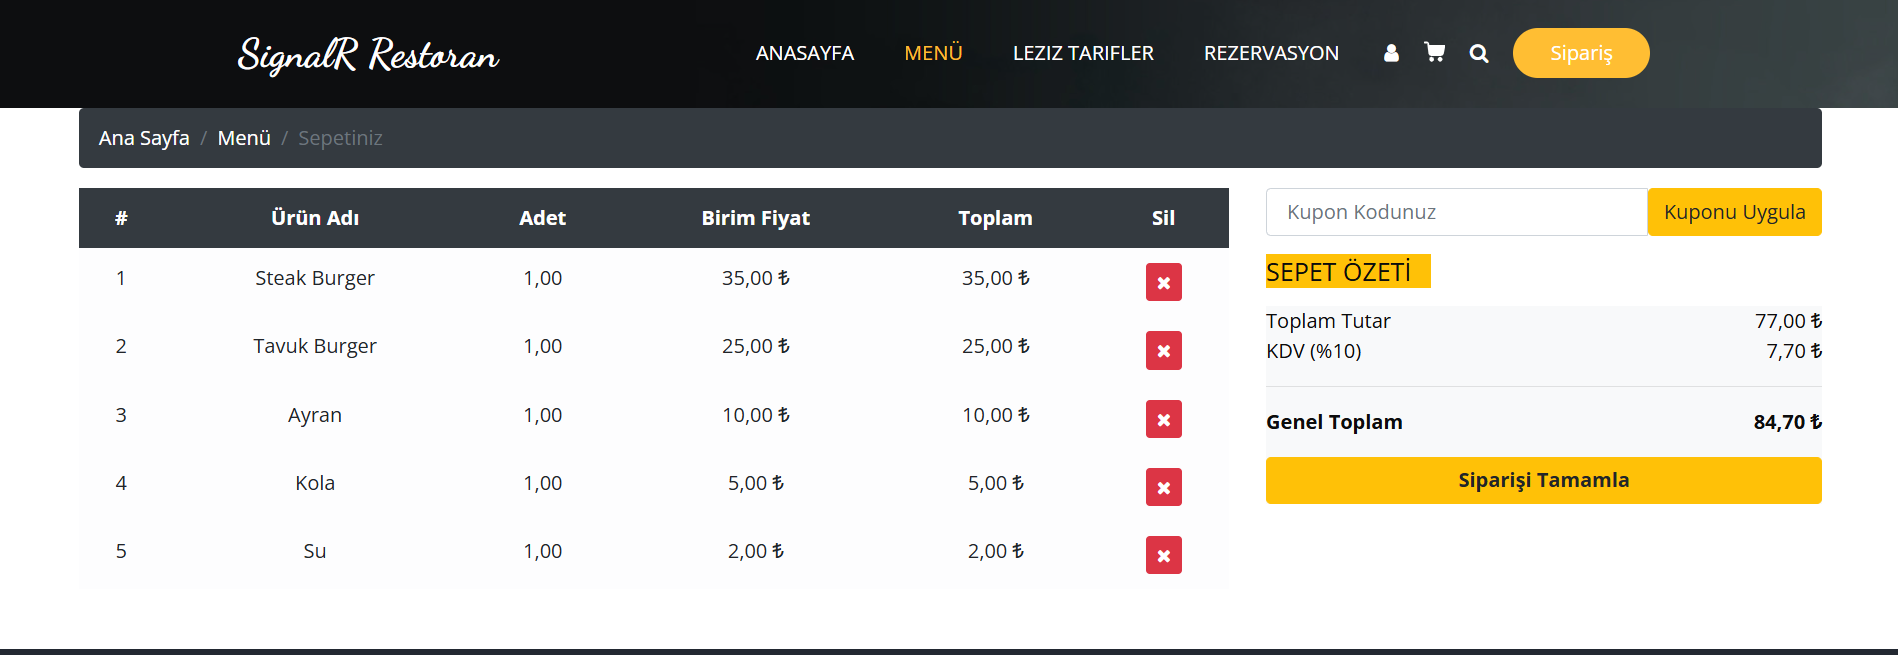 SignalR Restoran
ANASAYFA MENÜ LEZIZ TARIFLER REZERVASYON Sipariş
Ana Sayfa / Menü / Sepetiniz
# Ürün Adı Adet Birim Fiyat Toplam Sil
1 Steak Burger 1,00 35,00 ₺ 35,00 ₺
2 Tavuk Burger 1,00 25,00 ₺ 25,00 ₺
3 Ayran 1,00 10,00 ₺ 10,00 ₺
4 Kola 1,00 5,00 ₺ 5,00 ₺
5 Su 1,00 2,00 ₺ 2,00 ₺
Kupon Kodunuz Kuponu Uygula
SEPET ÖZETİ
Toplam Tutar 77,00 ₺
KDV (%10) 7,70 ₺
Genel Toplam 84,70 ₺
Siparişi Tamamla